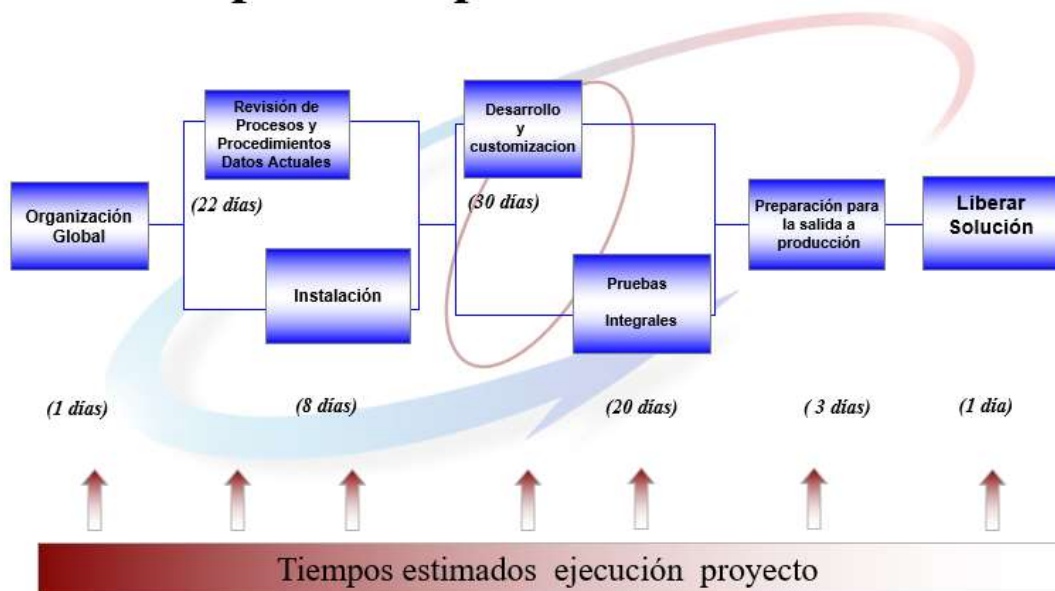 Revisión de
Procesos y
Procedimientos
Datos Actuales
Desarrollo
y
customizacion
(22 días)
(30 días)
Organización
Global
Preparación para
la salida a
producción
Liberar
Solución
Instalación
Pruebas
Integrales
(1 días)
(8 días)
(20 días)
( 3 días)
(1 día)
Tiempos estimados ejecución proyecto